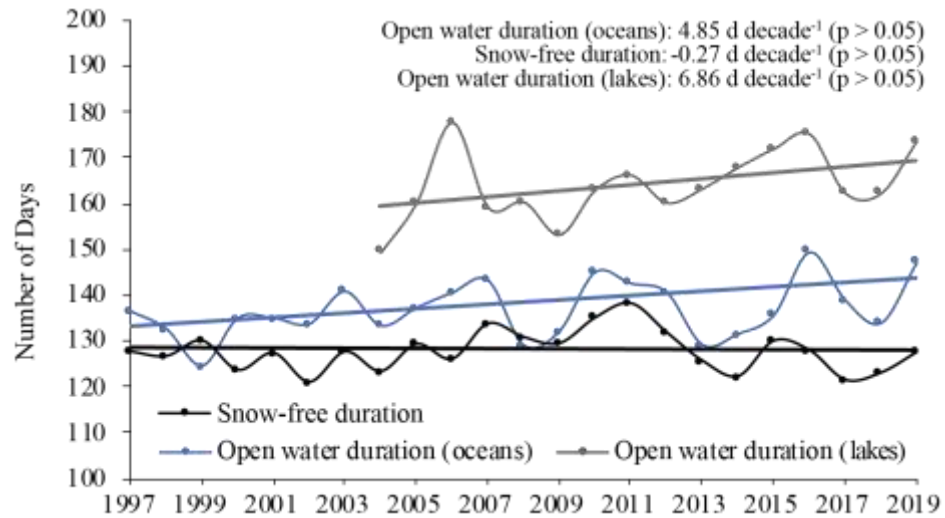 Open water duration (oceans): 4.85 d decade⁻¹ (p > 0.05)
Snow-free duration: -0.27 d decade⁻¹ (p > 0.05)
Open water duration (lakes): 6.86 d decade⁻¹ (p > 0.05)
Number of Days
200
190
180
170
160
150
140
130
120
110
100
Snow-free duration
Open water duration (oceans) Open water duration (lakes)
1997 1999 2001 2003 2005 2007 2009 2011 2013 2015 2017 2019